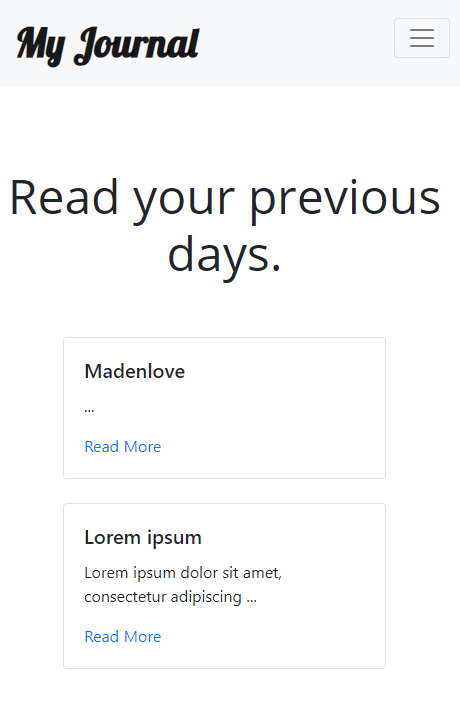 My Journal
Read your previous
days.
Madenlove
...
Read More
Lorem ipsum
Lorem ipsum dolor sit amet,
consectetur adipiscing ...
Read More